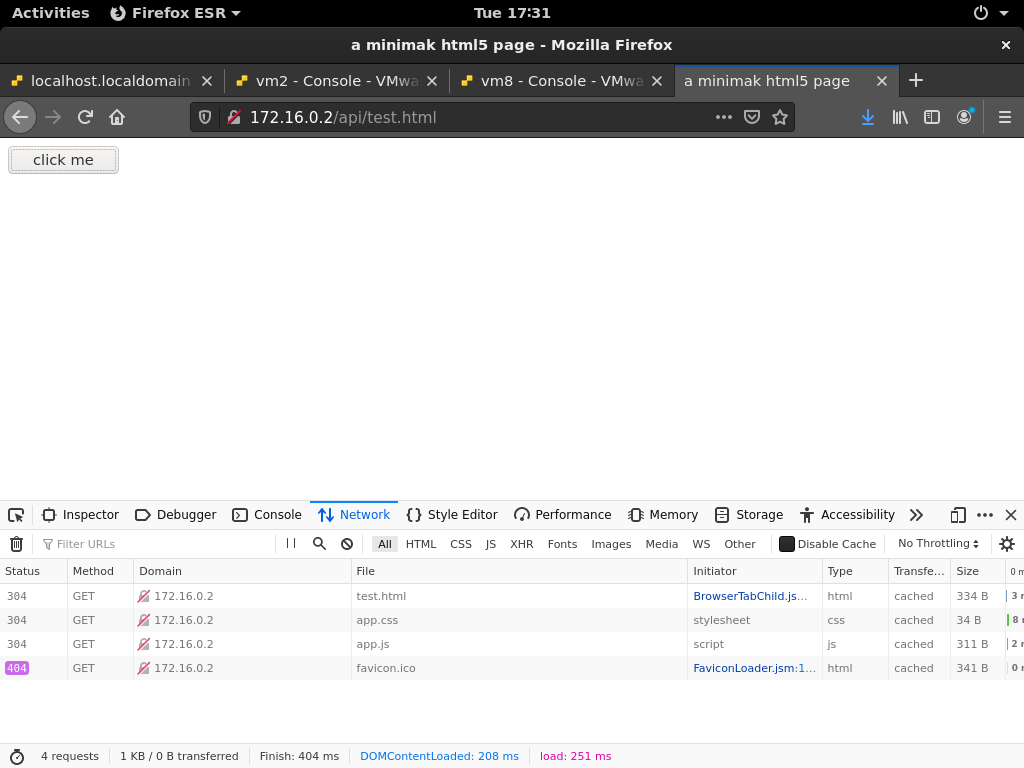 Activities Firefox ESR Tue 17:31
a minimak html5 page - Mozilla Firefox
localhost.localdomain vm2 - Console - VMwa vm8 - Console - VMwa a minimak html5 page
172.16.0.2/api/test.html
click me
Inspector Debugger Console Network Style Editor Performance Memory Storage Accessibility
Filter URLs All HTML CSS JS XHR Fonts Images Media WS Other Disable Cache No Throttling
Status Method Domain File Initiator Type Transfe... Size 0 m
304 GET 172.16.0.2 test.html BrowserTabChild.js... html cached 334 B 3 r
304 GET 172.16.0.2 app.css stylesheet css cached 34 B 8 r
304 GET 172.16.0.2 app.js script js cached 311 B 2 r
404 GET 172.16.0.2 favicon.ico FaviconLoader.jsm:1... html cached 341 B 0 r
4 requests 1 KB / 0 B transferred Finish: 404 ms DOMContentLoaded: 208 ms load: 251 ms